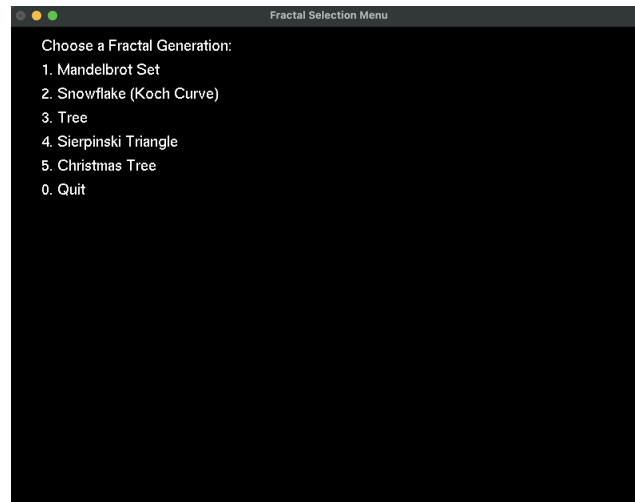 Fractal Selection Menu
Choose a Fractal Generation:
1. Mandelbrot Set
2. Snowflake (Koch Curve)
3. Tree
4. Sierpinski Triangle
5. Christmas Tree
0. Quit